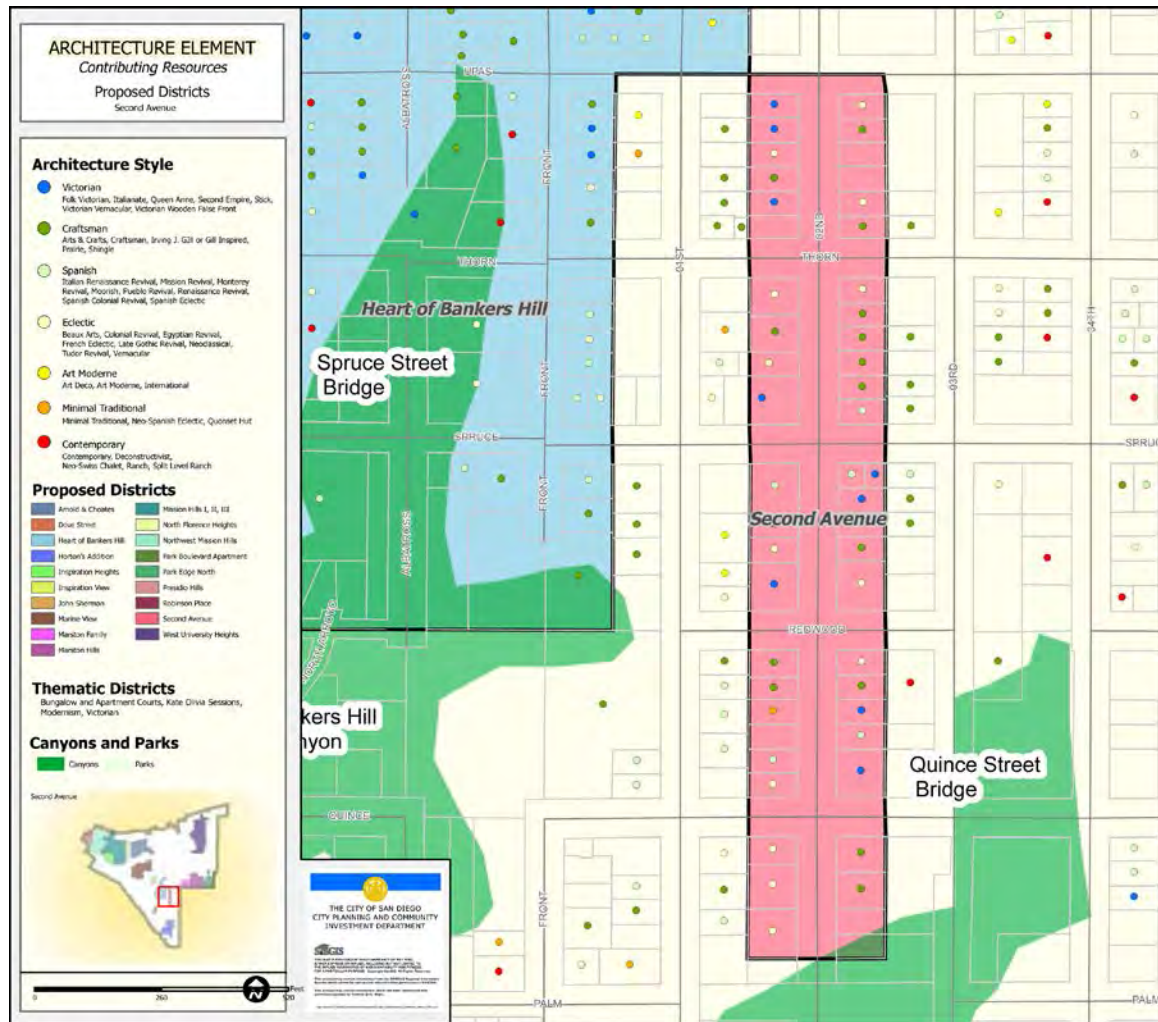 ARCHITECTURE ELEMENT
Contributing Resources
Proposed Districts
Second Avenue
Architecture Style
Victorian
Folk Victorian, Italianate, Queen Anne, Second Empire, Stick,
Victorian Vernacular, Victorian Wooden False Front
Craftsman
Arts & Crafts, Craftsman, Irving J. Gill or Gill Inspired,
Prairie, Shingle
Spanish
Italian Renaissance Revival, Mission Revival, Monterey
Revival, Moorish, Pueblo Revival, Renaissance Revival,
Spanish Colonial Revival, Spanish Eclectic
Eclectic
Beaux Arts, Colonial Revival, Egyptian Revival,
French Eclectic, Late Gothic Revival, Neoclassical,
Tudor Revival, Vernacular
Art Moderne
Art Deco, Art Moderne, International
Minimal Traditional
Minimal Traditional, Neo-Spanish Eclectic, Quonset Hut
Contemporary
Contemporary, Deconstructivist,
Neo-Swiss Chalet, Ranch, Split Level Ranch
Proposed Districts
Arnold & Choates
Dove Street
Heart of Bankers Hill
Horton's Addition
Inspiration Heights
Inspiration View
John Sherman
Marine View
Marston Family
Marston Hills
Mission Hills I, II, III
North Florence Heights
Northwest Mission Hills
Park Boulevard Apartment
Park Edge North
Presidio Hills
Robinson Place
Second Avenue
West University Heights
Thematic Districts
Bungalow and Apartment Courts, Kate Olivia Sessions,
Modernism, Victorian
Canyons and Parks
Canyons
Parks
Second Avenue
0
260
520
Feet
N
UPAS
ALBATROSS
FRONT
01ST
02ND
THORN
THORN
04TH
03RD
Heart of Bankers Hill
Spruce Street
Bridge
FRONT
SPRUCE
SPRUC
FRONT
ALBATROSS
Second Avenue
REDWOOD
kers Hill
nyon
Quince Street
Bridge
QUINCE
FRONT
PALM
PALM
THE CITY OF SAN DIEGO
CITY PLANNING AND COMMUNITY
INVESTMENT DEPARTMENT
SanGIS